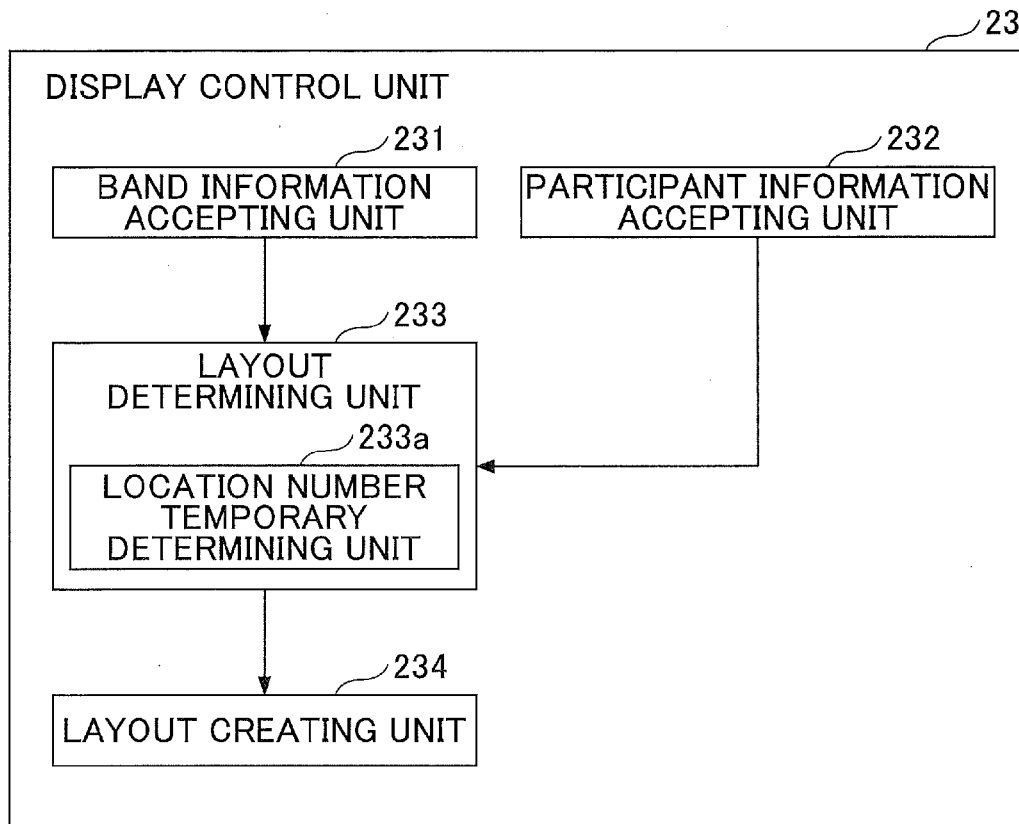 23
DISPLAY CONTROL UNIT
231
BAND INFORMATION
ACCEPTING UNIT
232
PARTICIPANT INFORMATION
ACCEPTING UNIT
233
LAYOUT
DETERMINING UNIT
233a
LOCATION NUMBER
TEMPORARY
DETERMINING UNIT
234
LAYOUT CREATING UNIT